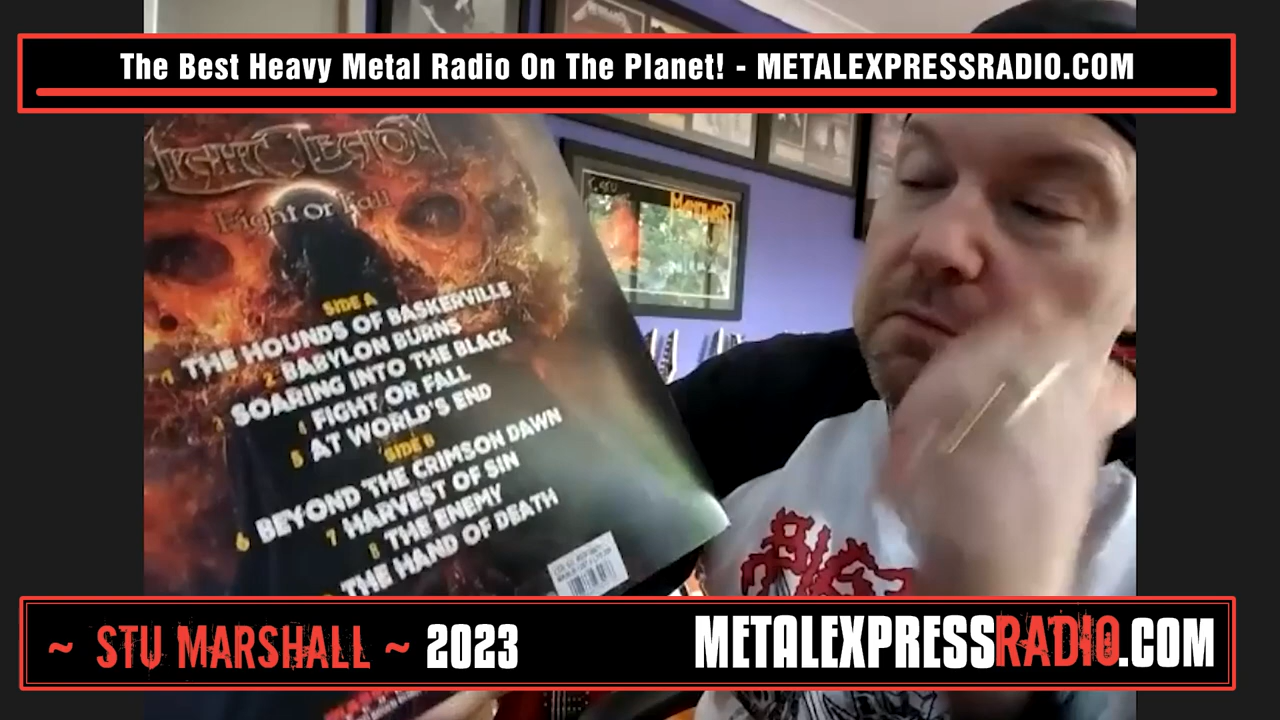 The Best Heavy Metal Radio On The Planet! - METALEXPRESSRADIO.COM
NIGHT LEGION
Fight or Fall
SIDE A
1 THE HOUNDS OF BASKERVILLE
2 BABYLON BURNS
3 SOARING INTO THE BLACK
4 FIGHT OR FALL
5 AT WORLD'S END
SIDE B
6 BEYOND THE CRIMSON DAWN
7 HARVEST OF SIN
8 THE ENEMY
THE HAND OF DEATH
~ STU MARSHALL ~ 2023
METALEXPRESSRADIO.COM